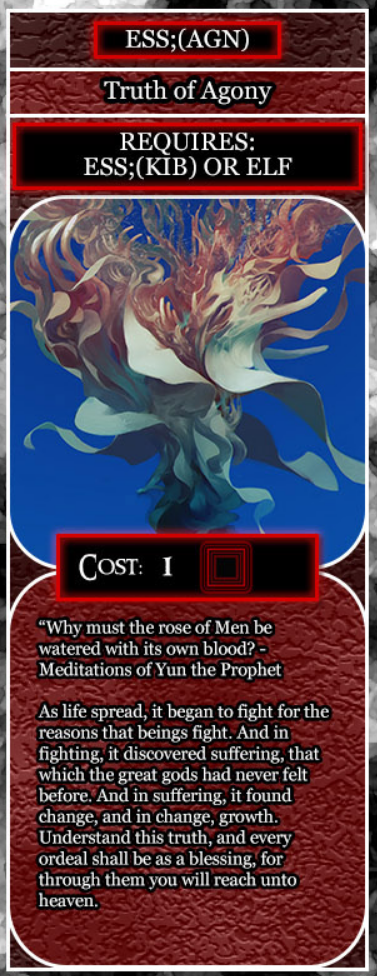 ESS;(AGN)
Truth of Agony
REQUIRES:
ESS;(KIB) OR ELF
COST: 1
“Why must the rose of Men be
watered with its own blood? -
Meditations of Yun the Prophet
As life spread, it began to fight for the
reasons that beings fight. And in
fighting, it discovered suffering, that
which the great gods had never felt
before. And in suffering, it found
change, and in change, growth.
Understand this truth, and every
ordeal shall be as a blessing, for
through them you will reach unto
heaven.